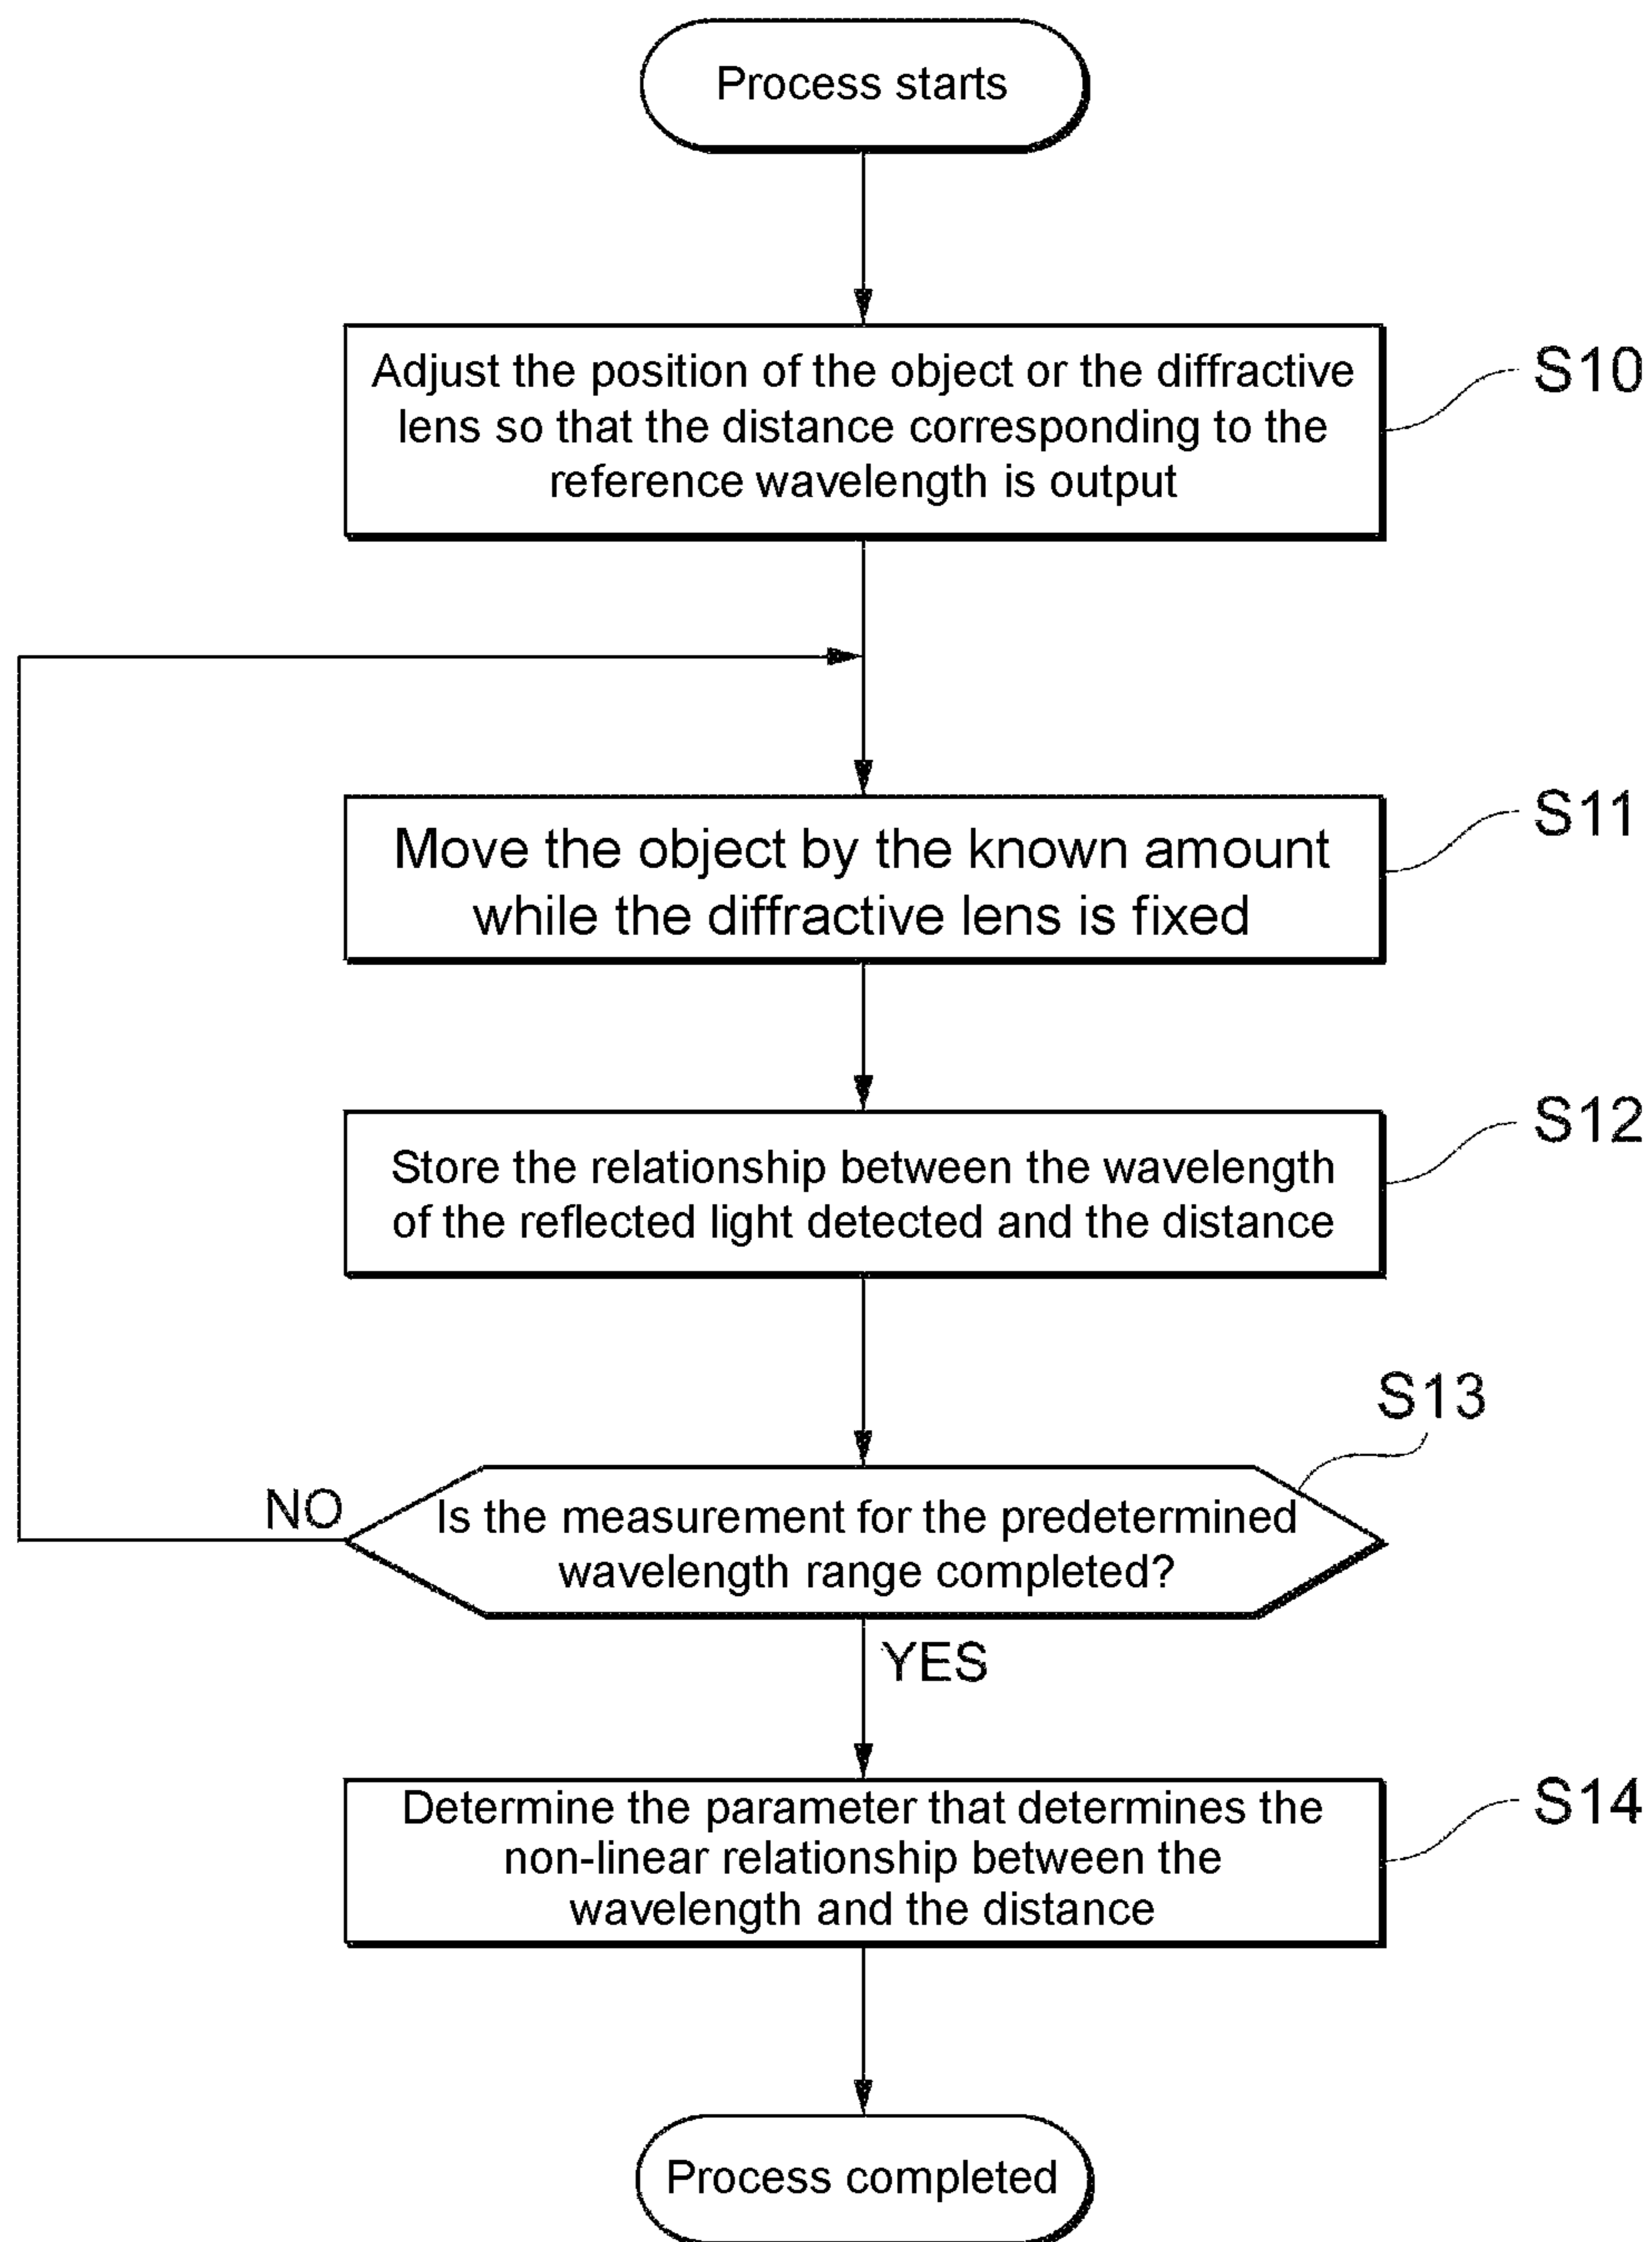 Process starts
Adjust the position of the object or the diffractive
lens so that the distance corresponding to the
reference wavelength is output
S10
Move the object by the known amount
while the diffractive lens is fixed
S11
Store the relationship between the wavelength
of the reflected light detected and the distance
S12
S13
NO
Is the measurement for the predetermined
wavelength range completed?
YES
Determine the parameter that determines the
non-linear relationship between the
wavelength and the distance
S14
Process completed